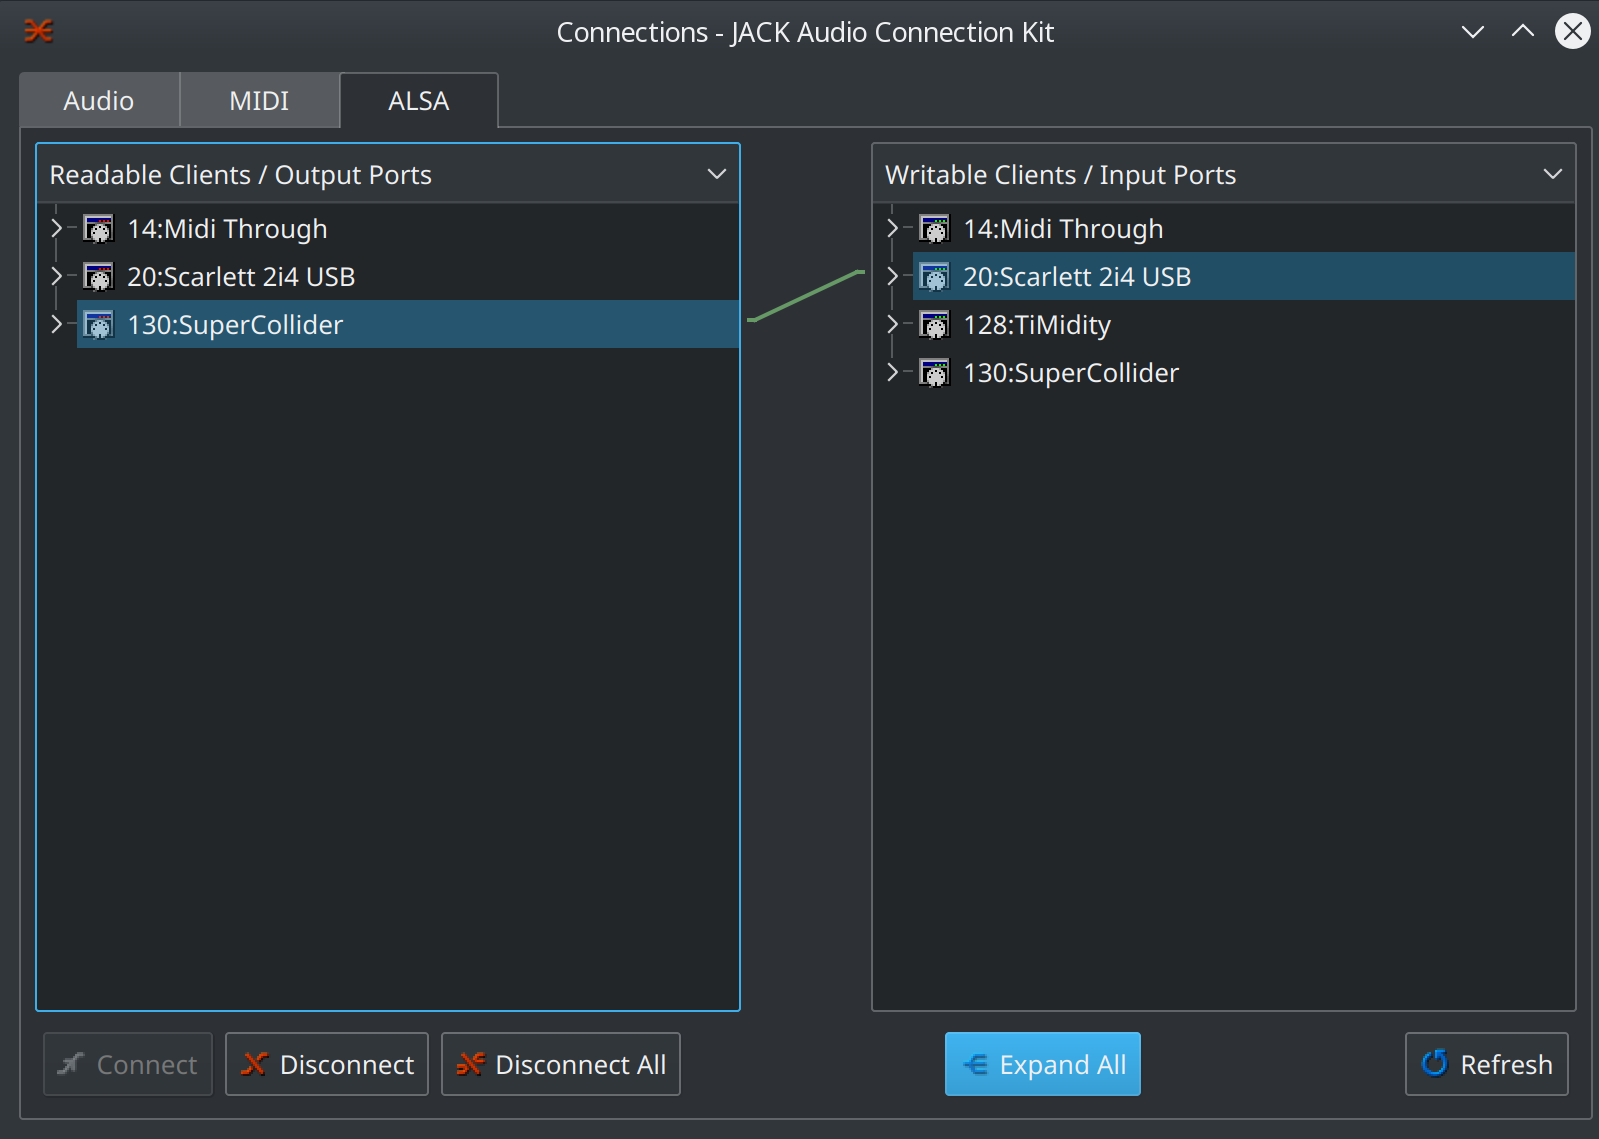 Connections - JACK Audio Connection Kit
Audio
MIDI
ALSA
Readable Clients / Output Ports
14:Midi Through
20:Scarlett 2i4 USB
130:SuperCollider
Writable Clients / Input Ports
14:Midi Through
20:Scarlett 2i4 USB
128:TiMidity
130:SuperCollider
Connect
Disconnect
Disconnect All
Expand All
Refresh